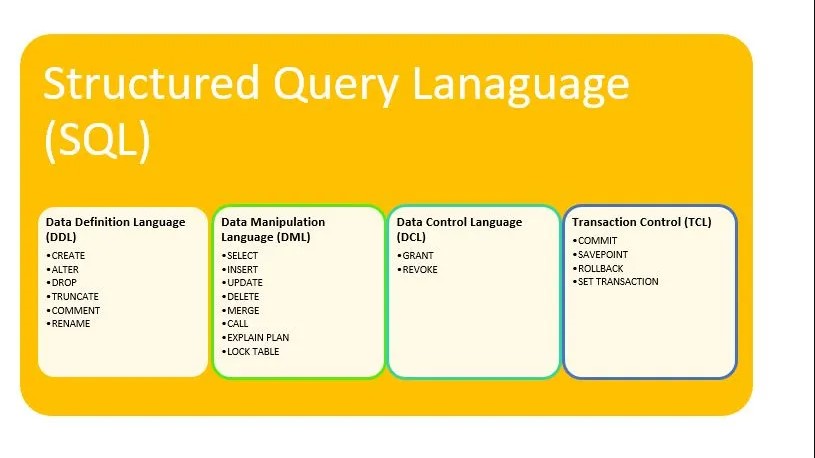 Structured Query Lanaguage
(SQL)
Data Definition Language
(DDL)
•CREATE
•ALTER
•DROP
•TRUNCATE
•COMMENT
•RENAME
Data Manipulation
Language (DML)
•SELECT
•INSERT
•UPDATE
•DELETE
•MERGE
•CALL
•EXPLAIN PLAN
•LOCK TABLE
Data Control Language
(DCL)
•GRANT
•REVOKE
Transaction Control (TCL)
•COMMIT
•SAVEPOINT
•ROLLBACK
•SET TRANSACTION